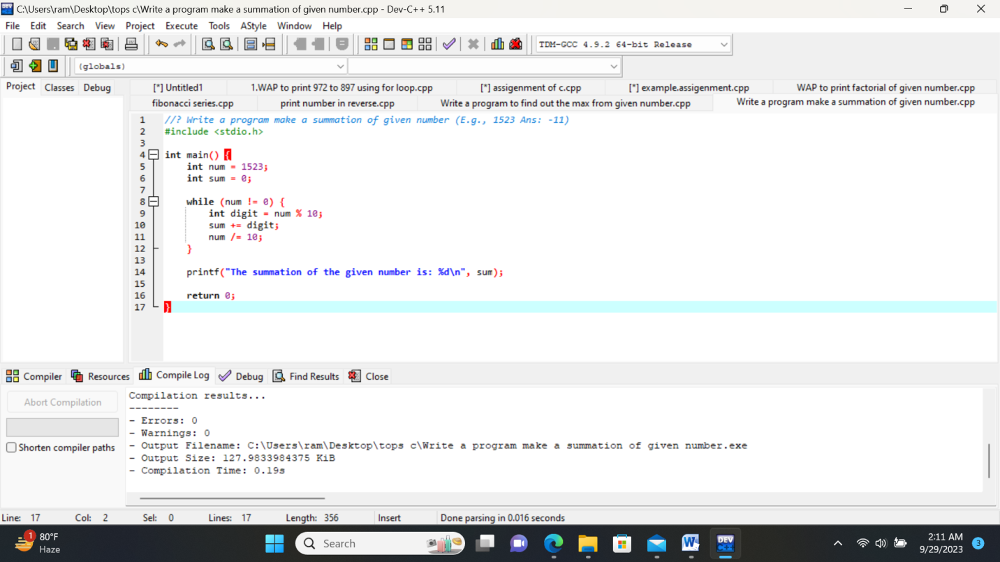 C:\Users\ram\Desktop\tops c\Write a program make a summation of given number.cpp - Dev-C++ 5.11
File Edit Search View Project Execute Tools AStyle Window Help
TDM-GCC 4.9.2 64-bit Release
(globals)
Project Classes Debug
[*] Untitled1 1.WAP to print 972 to 897 using for loop.cpp [*] assigenment of c.cpp [*] example.assigenment.cpp WAP to print factorial of given number.cpp
fibonacci series.cpp print number in reverse.cpp Write a program to find out the max from given number.cpp Write a program make a summation of given number.cpp
1 //? Write a program make a summation of given number (E.g., 1523 Ans: -11)
2 #include <stdio.h>
3
4 int main() {
5 int num = 1523;
6 int sum = 0;
7
8 while (num != 0) {
9 int digit = num % 10;
10 sum += digit;
11 num /= 10;
12 }
13
14 printf("The summation of the given number is: %d\n", sum);
15
16 return 0;
17 }
Compiler Resources Compile Log Debug Find Results Close
Abort Compilation
Shorten compiler paths
Compilation results...
--------
- Errors: 0
- Warnings: 0
- Output Filename: C:\Users\ram\Desktop\tops c\Write a program make a summation of given number.exe
- Output Size: 127.9833984375 KiB
- Compilation Time: 0.19s
Line: 17 Col: 2 Sel: 0 Lines: 17 Length: 356 Insert Done parsing in 0.016 seconds
1
80°F
Haze
Search
DEV
2:11 AM
9/29/2023
3